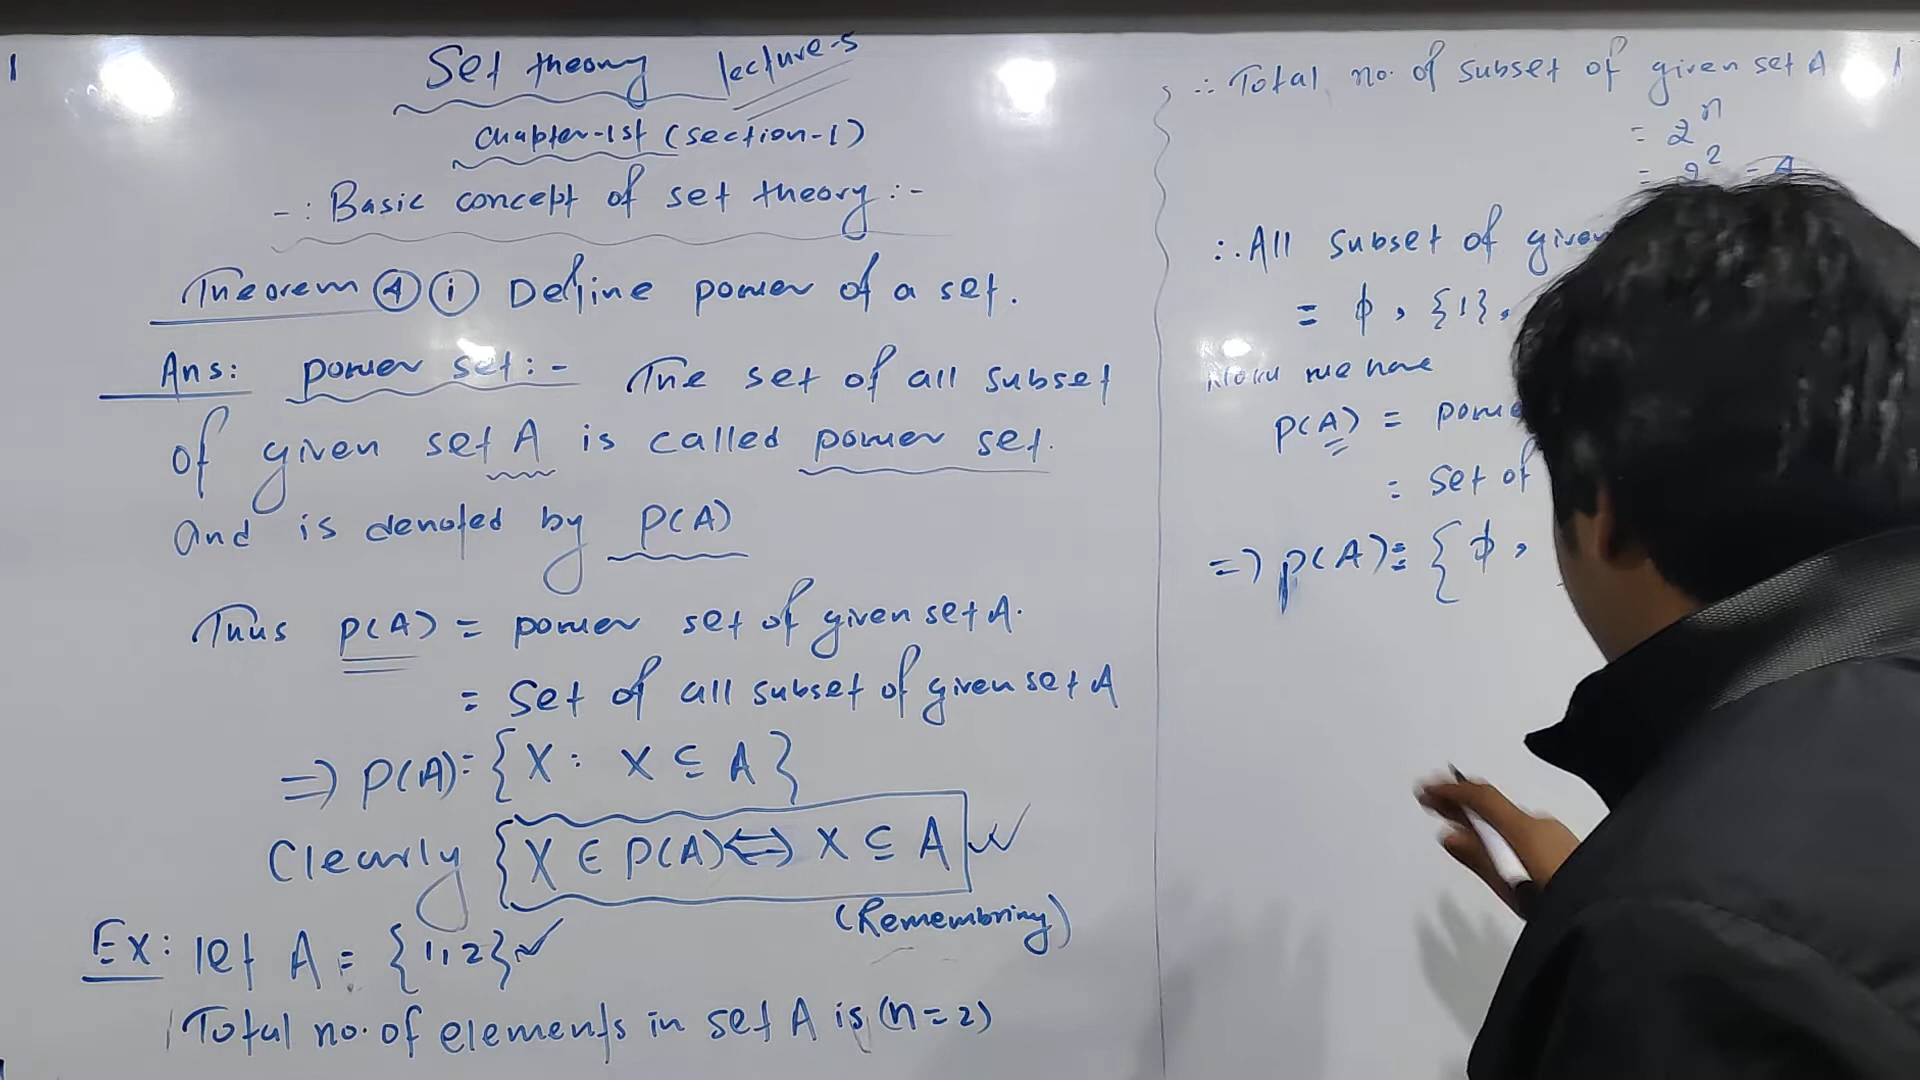 Set theory lecture-5
Chapter-1st (section-1)
-: Basic concept of set theory :-
Theorem 4 i Define power of a set.
Ans: power set:- The set of all subset
of given set A is called power set.
and is denoted by P(A)
Thus P(A) = power set of given set A.
= Set of all subset of given set A
=> P(A) = {X : X ⊆ A}
Clearly {X ∈ P(A) <=> X ⊆ A
(Remembring)
Ex: let A = {1,2}
Total no. of elements in set A is (n=2)
∴ Total no. of subset of given set A
= 2^n
= 2^2 = 4
∴ All subset of given
= ϕ, {1},
Now we have
P(A) = powe
= Set of
=> P(A) = {ϕ,